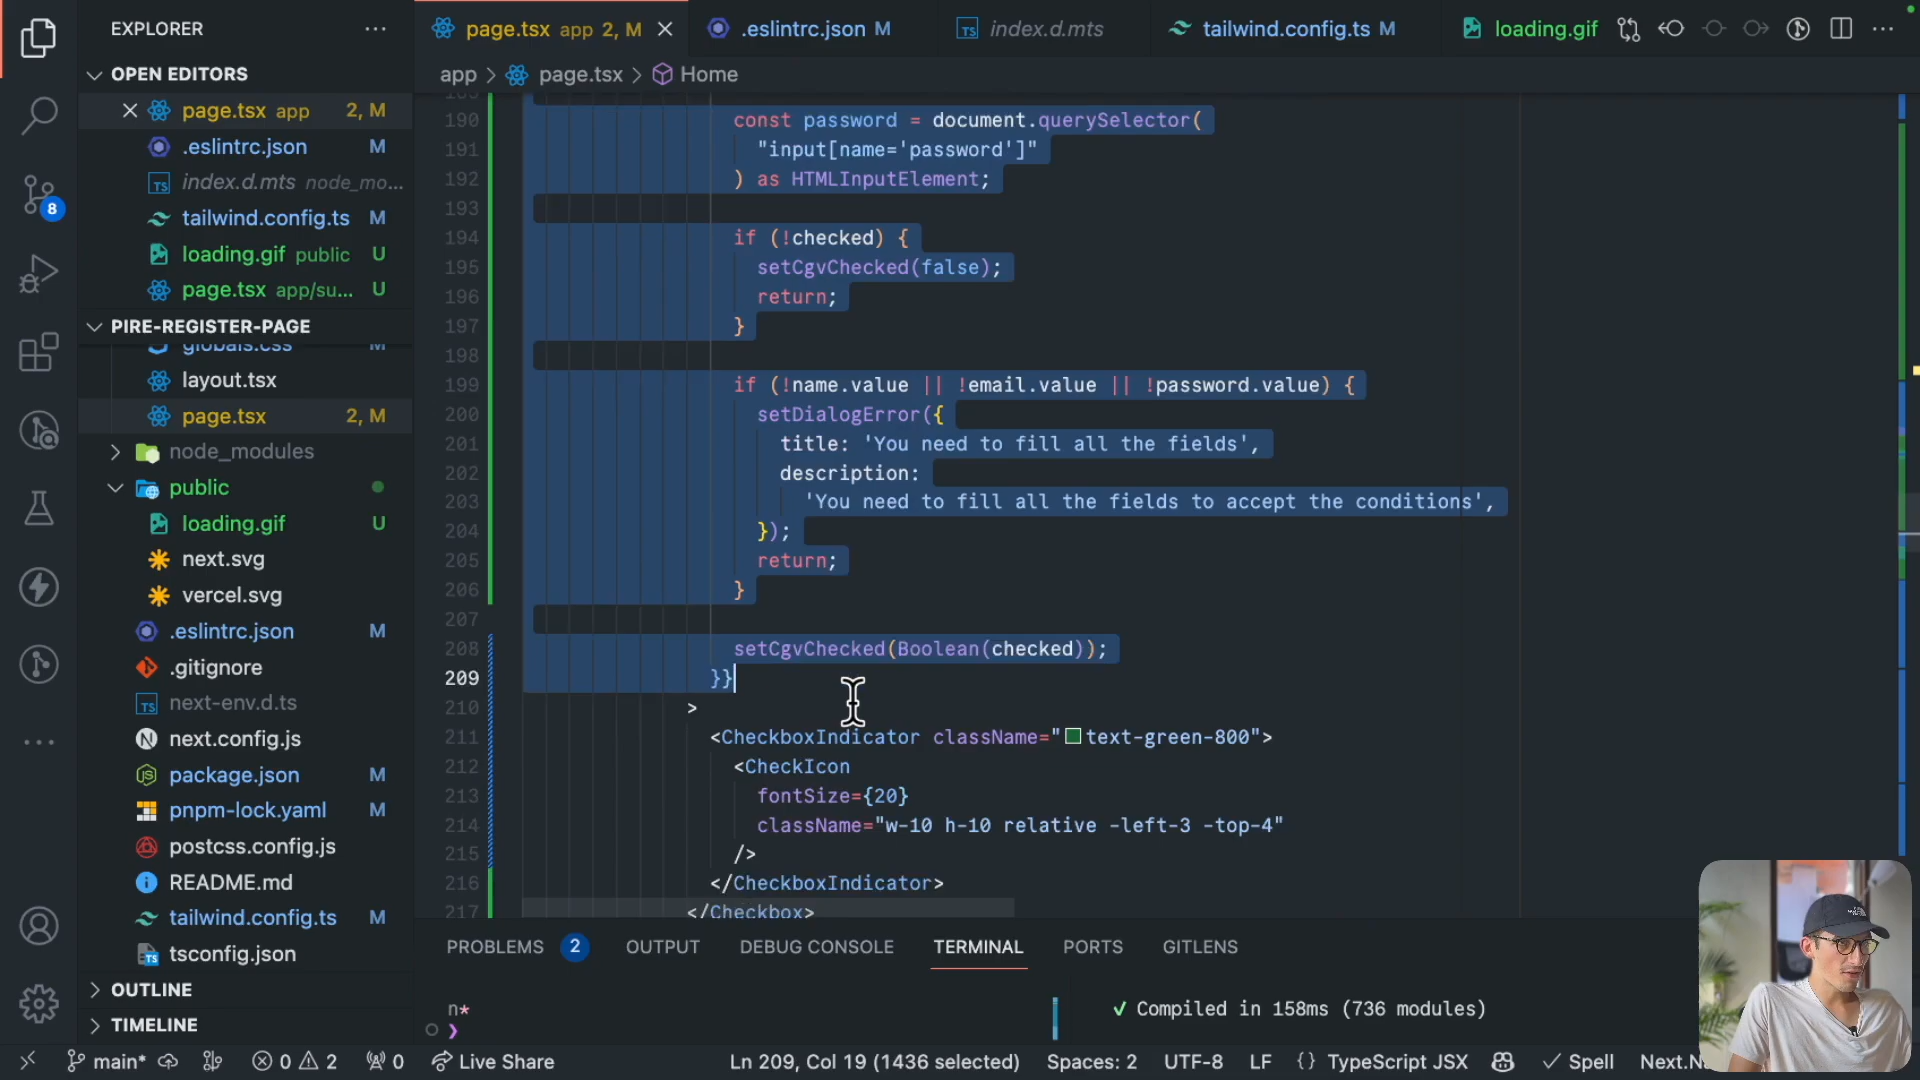 EXPLORER
page.tsx app 2, M
.eslintrc.json M
index.d.mts
tailwind.config.ts M
loading.gif
OPEN EDITORS
page.tsx app 2, M
.eslintrc.json M
index.d.mts node_mo...
tailwind.config.ts M
loading.gif public U
page.tsx app/su... U
PIRE-REGISTER-PAGE
globals.css M
layout.tsx
page.tsx 2, M
node_modules
public
loading.gif U
next.svg
vercel.svg
.eslintrc.json M
.gitignore
next-env.d.ts
next.config.js
package.json M
pnpm-lock.yaml M
postcss.config.js
README.md
tailwind.config.ts M
tsconfig.json
OUTLINE
TIMELINE
8
app > page.tsx > Home
190 const password = document.querySelector(
191 "input[name='password']"
192 ) as HTMLInputElement;
193
194 if (!checked) {
195 setCgvChecked(false);
196 return;
197 }
198
199 if (!name.value || !email.value || !password.value) {
200 setDialogError({
201 title: 'You need to fill all the fields',
202 description:
203 'You need to fill all the fields to accept the conditions',
204 });
205 return;
206 }
207
208 setCgvChecked(Boolean(checked));
209 }}
210 >
211 <CheckboxIndicator className="text-green-800">
212 <CheckIcon
213 fontSize={20}
214 className="w-10 h-10 relative -left-3 -top-4"
215 />
216 </CheckboxIndicator>
217 </Checkbox>
PROBLEMS 2 OUTPUT DEBUG CONSOLE TERMINAL PORTS GITLENS
n*
❯
✓ Compiled in 158ms (736 modules)
main* 0 2 0 Live Share Ln 209, Col 19 (1436 selected) Spaces: 2 UTF-8 LF {} TypeScript JSX Spell